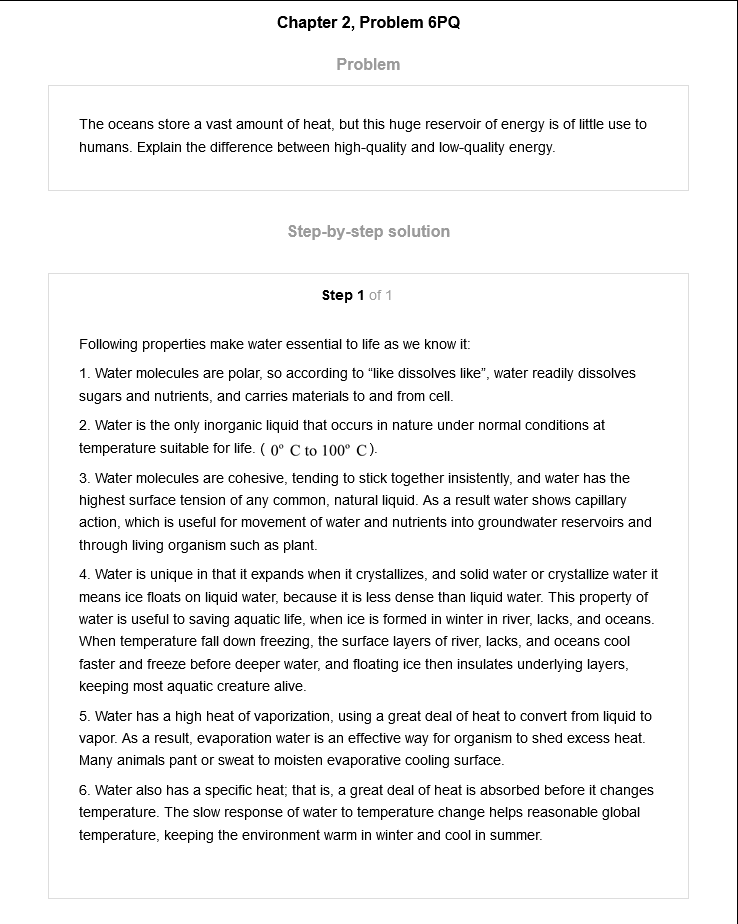 Chapter 2, Problem 6PQ
Problem
The oceans store a vast amount of heat, but this huge reservoir of energy is of little use to
humans. Explain the difference between high-quality and low-quality energy.
Step-by-step solution
Step 1 of 1
Following properties make water essential to life as we know it:
1. Water molecules are polar, so according to “like dissolves like”, water readily dissolves
sugars and nutrients, and carries materials to and from cell.
2. Water is the only inorganic liquid that occurs in nature under normal conditions at
temperature suitable for life. ( 0° C to 100° C).
3. Water molecules are cohesive, tending to stick together insistently, and water has the
highest surface tension of any common, natural liquid. As a result water shows capillary
action, which is useful for movement of water and nutrients into groundwater reservoirs and
through living organism such as plant.
4. Water is unique in that it expands when it crystallizes, and solid water or crystallize water it
means ice floats on liquid water, because it is less dense than liquid water. This property of
water is useful to saving aquatic life, when ice is formed in winter in river, lacks, and oceans.
When temperature fall down freezing, the surface layers of river, lacks, and oceans cool
faster and freeze before deeper water, and floating ice then insulates underlying layers,
keeping most aquatic creature alive.
5. Water has a high heat of vaporization, using a great deal of heat to convert from liquid to
vapor. As a result, evaporation water is an effective way for organism to shed excess heat.
Many animals pant or sweat to moisten evaporative cooling surface.
6. Water also has a specific heat; that is, a great deal of heat is absorbed before it changes
temperature. The slow response of water to temperature change helps reasonable global
temperature, keeping the environment warm in winter and cool in summer.